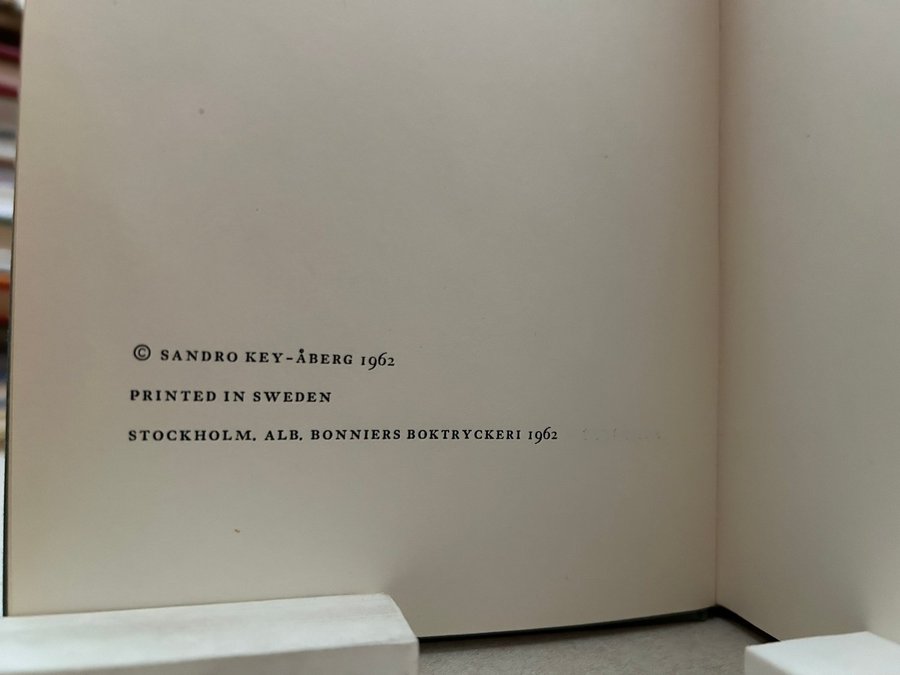 © SANDRO KEY-ÅBERG 1962
PRINTED IN SWEDEN
STOCKHOLM. ALB. BONNIERS BOKTRYCKERI 1962